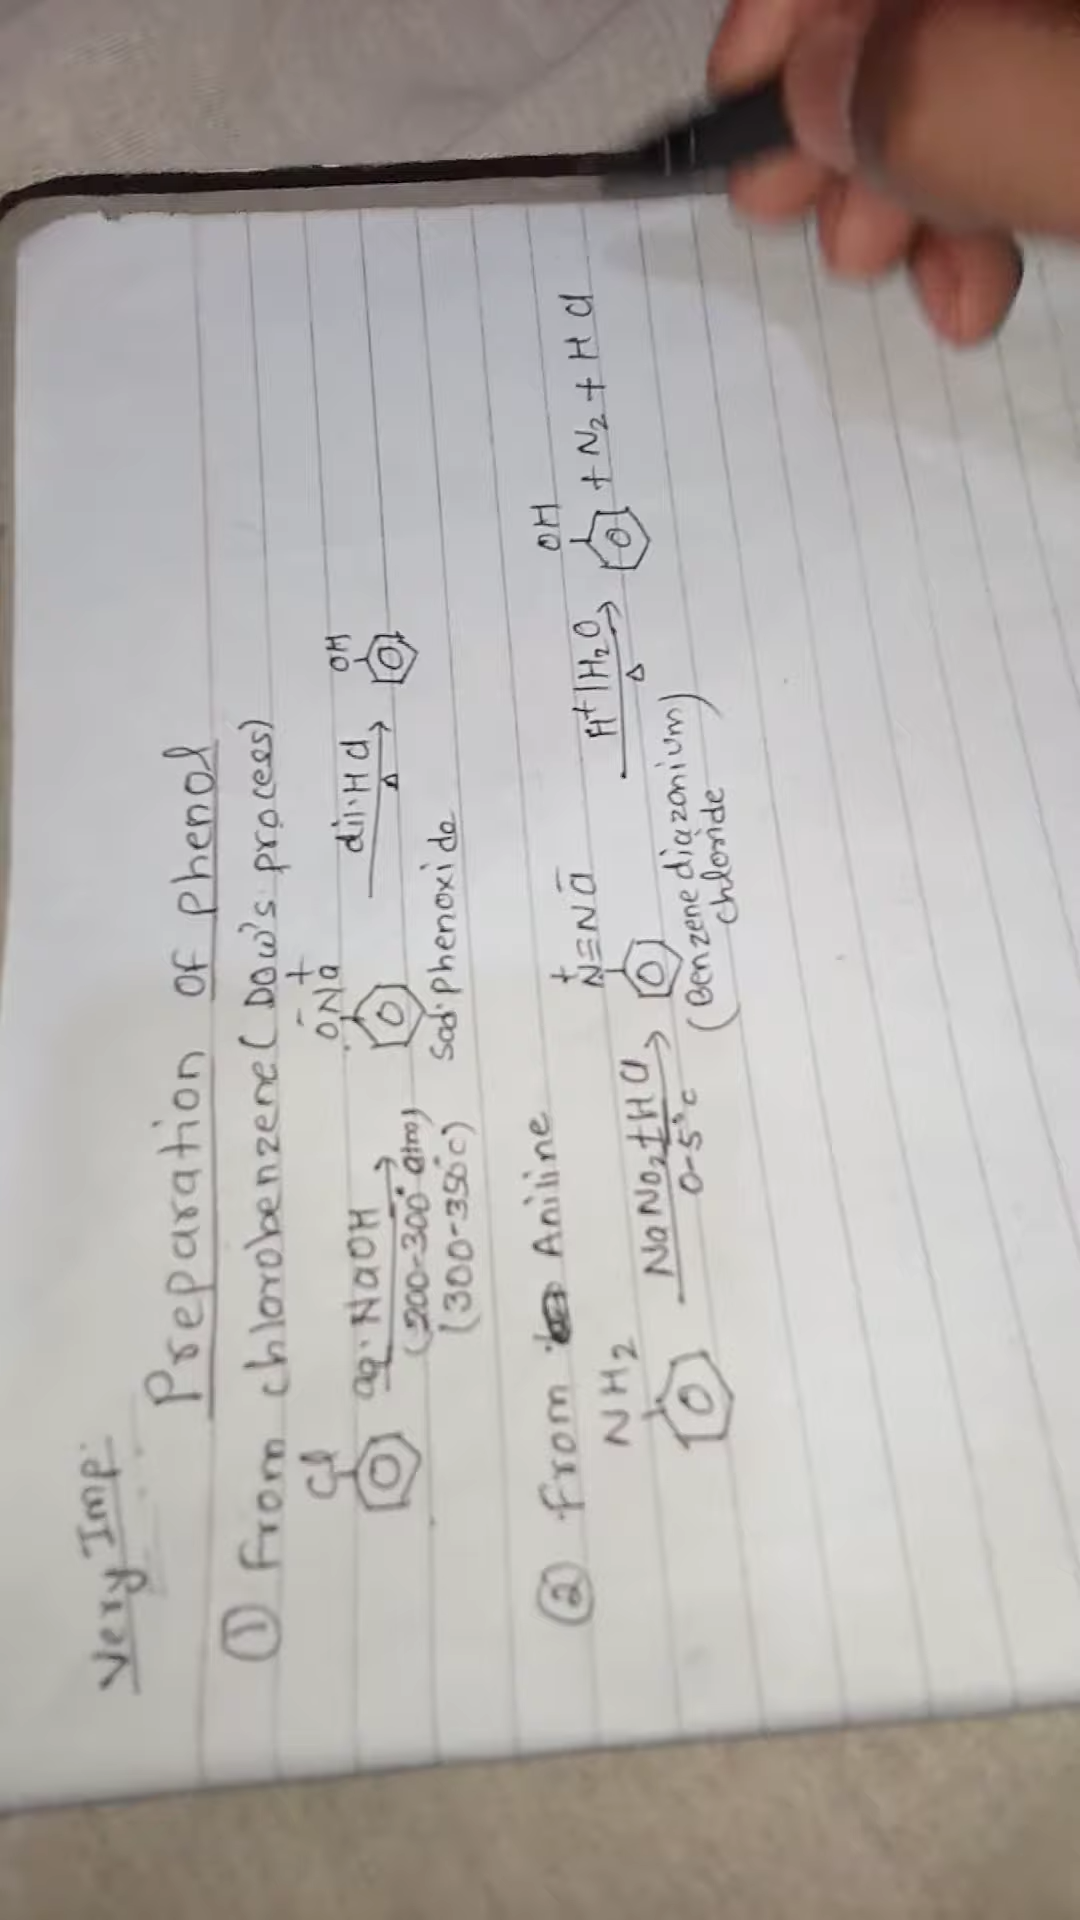 Very Imp.
Preparation of Phenol
① From chlorobenzene (Dow's process)
Cl
ŌNa⁺
OH
aq. NaOH
dil. HCl
Δ
(200-300° atm)
(300-350°c)
Sod. Phenoxide
② From Aniline
NH2
N⁺≡NCl⁻
OH
NaNO2+HCl
0-5°c
H⁺/H2O
Δ
+ N2 + HCl
(Benzene diazonium
chloride)